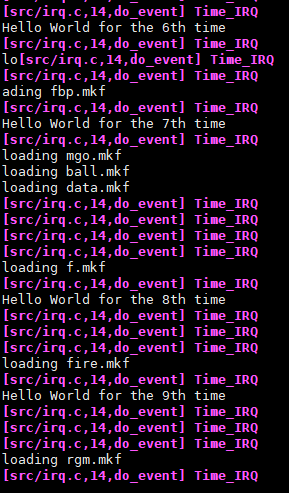 [src/irq.c,14,do_event] Time_IRQ
Hello World for the 6th time
[src/irq.c,14,do_event] Time_IRQ
lo[src/irq.c,14,do_event] Time_IRQ
[src/irq.c,14,do_event] Time_IRQ
ading fbp.mkf
[src/irq.c,14,do_event] Time_IRQ
Hello World for the 7th time
[src/irq.c,14,do_event] Time_IRQ
loading mgo.mkf
loading ball.mkf
loading data.mkf
[src/irq.c,14,do_event] Time_IRQ
[src/irq.c,14,do_event] Time_IRQ
[src/irq.c,14,do_event] Time_IRQ
[src/irq.c,14,do_event] Time_IRQ
loading f.mkf
[src/irq.c,14,do_event] Time_IRQ
Hello World for the 8th time
[src/irq.c,14,do_event] Time_IRQ
[src/irq.c,14,do_event] Time_IRQ
[src/irq.c,14,do_event] Time_IRQ
loading fire.mkf
[src/irq.c,14,do_event] Time_IRQ
Hello World for the 9th time
[src/irq.c,14,do_event] Time_IRQ
[src/irq.c,14,do_event] Time_IRQ
[src/irq.c,14,do_event] Time_IRQ
loading rgm.mkf
[src/irq.c,14,do_event] Time_IRQ